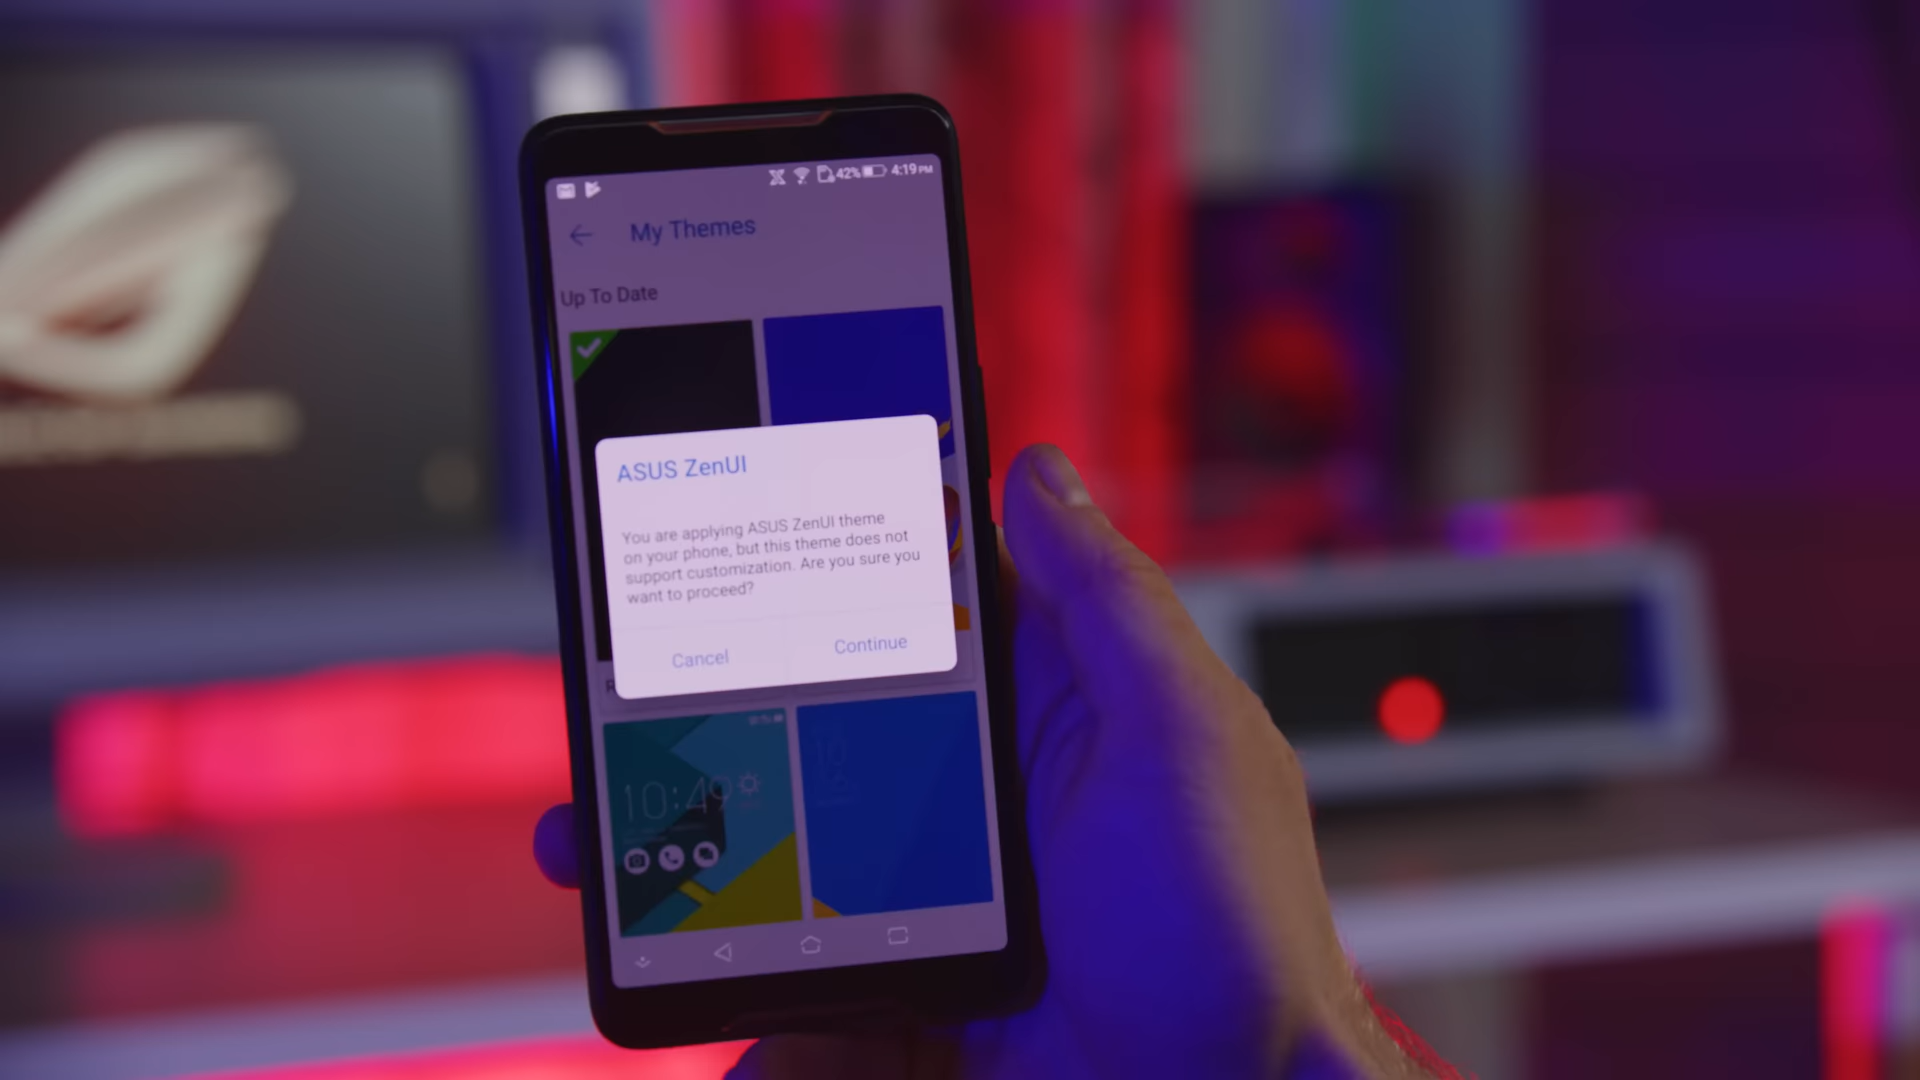 42% 4:19 PM
My Themes
Up To Date
ASUS ZenUI
You are applying ASUS ZenUI theme
on your phone, but this theme does not
support customization. Are you sure you
want to proceed?
Cancel Continue
10:49
10